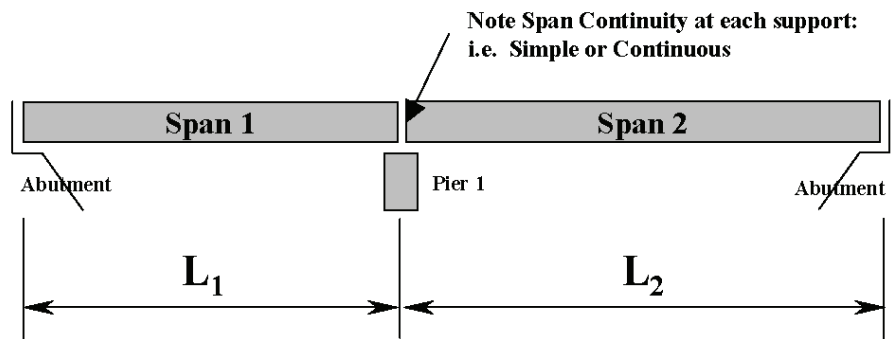 Note Span Continuity at each support:
i.e. Simple or Continuous
Span 1
Span 2
Abutment
Pier 1
Abutment
L₁
L₂